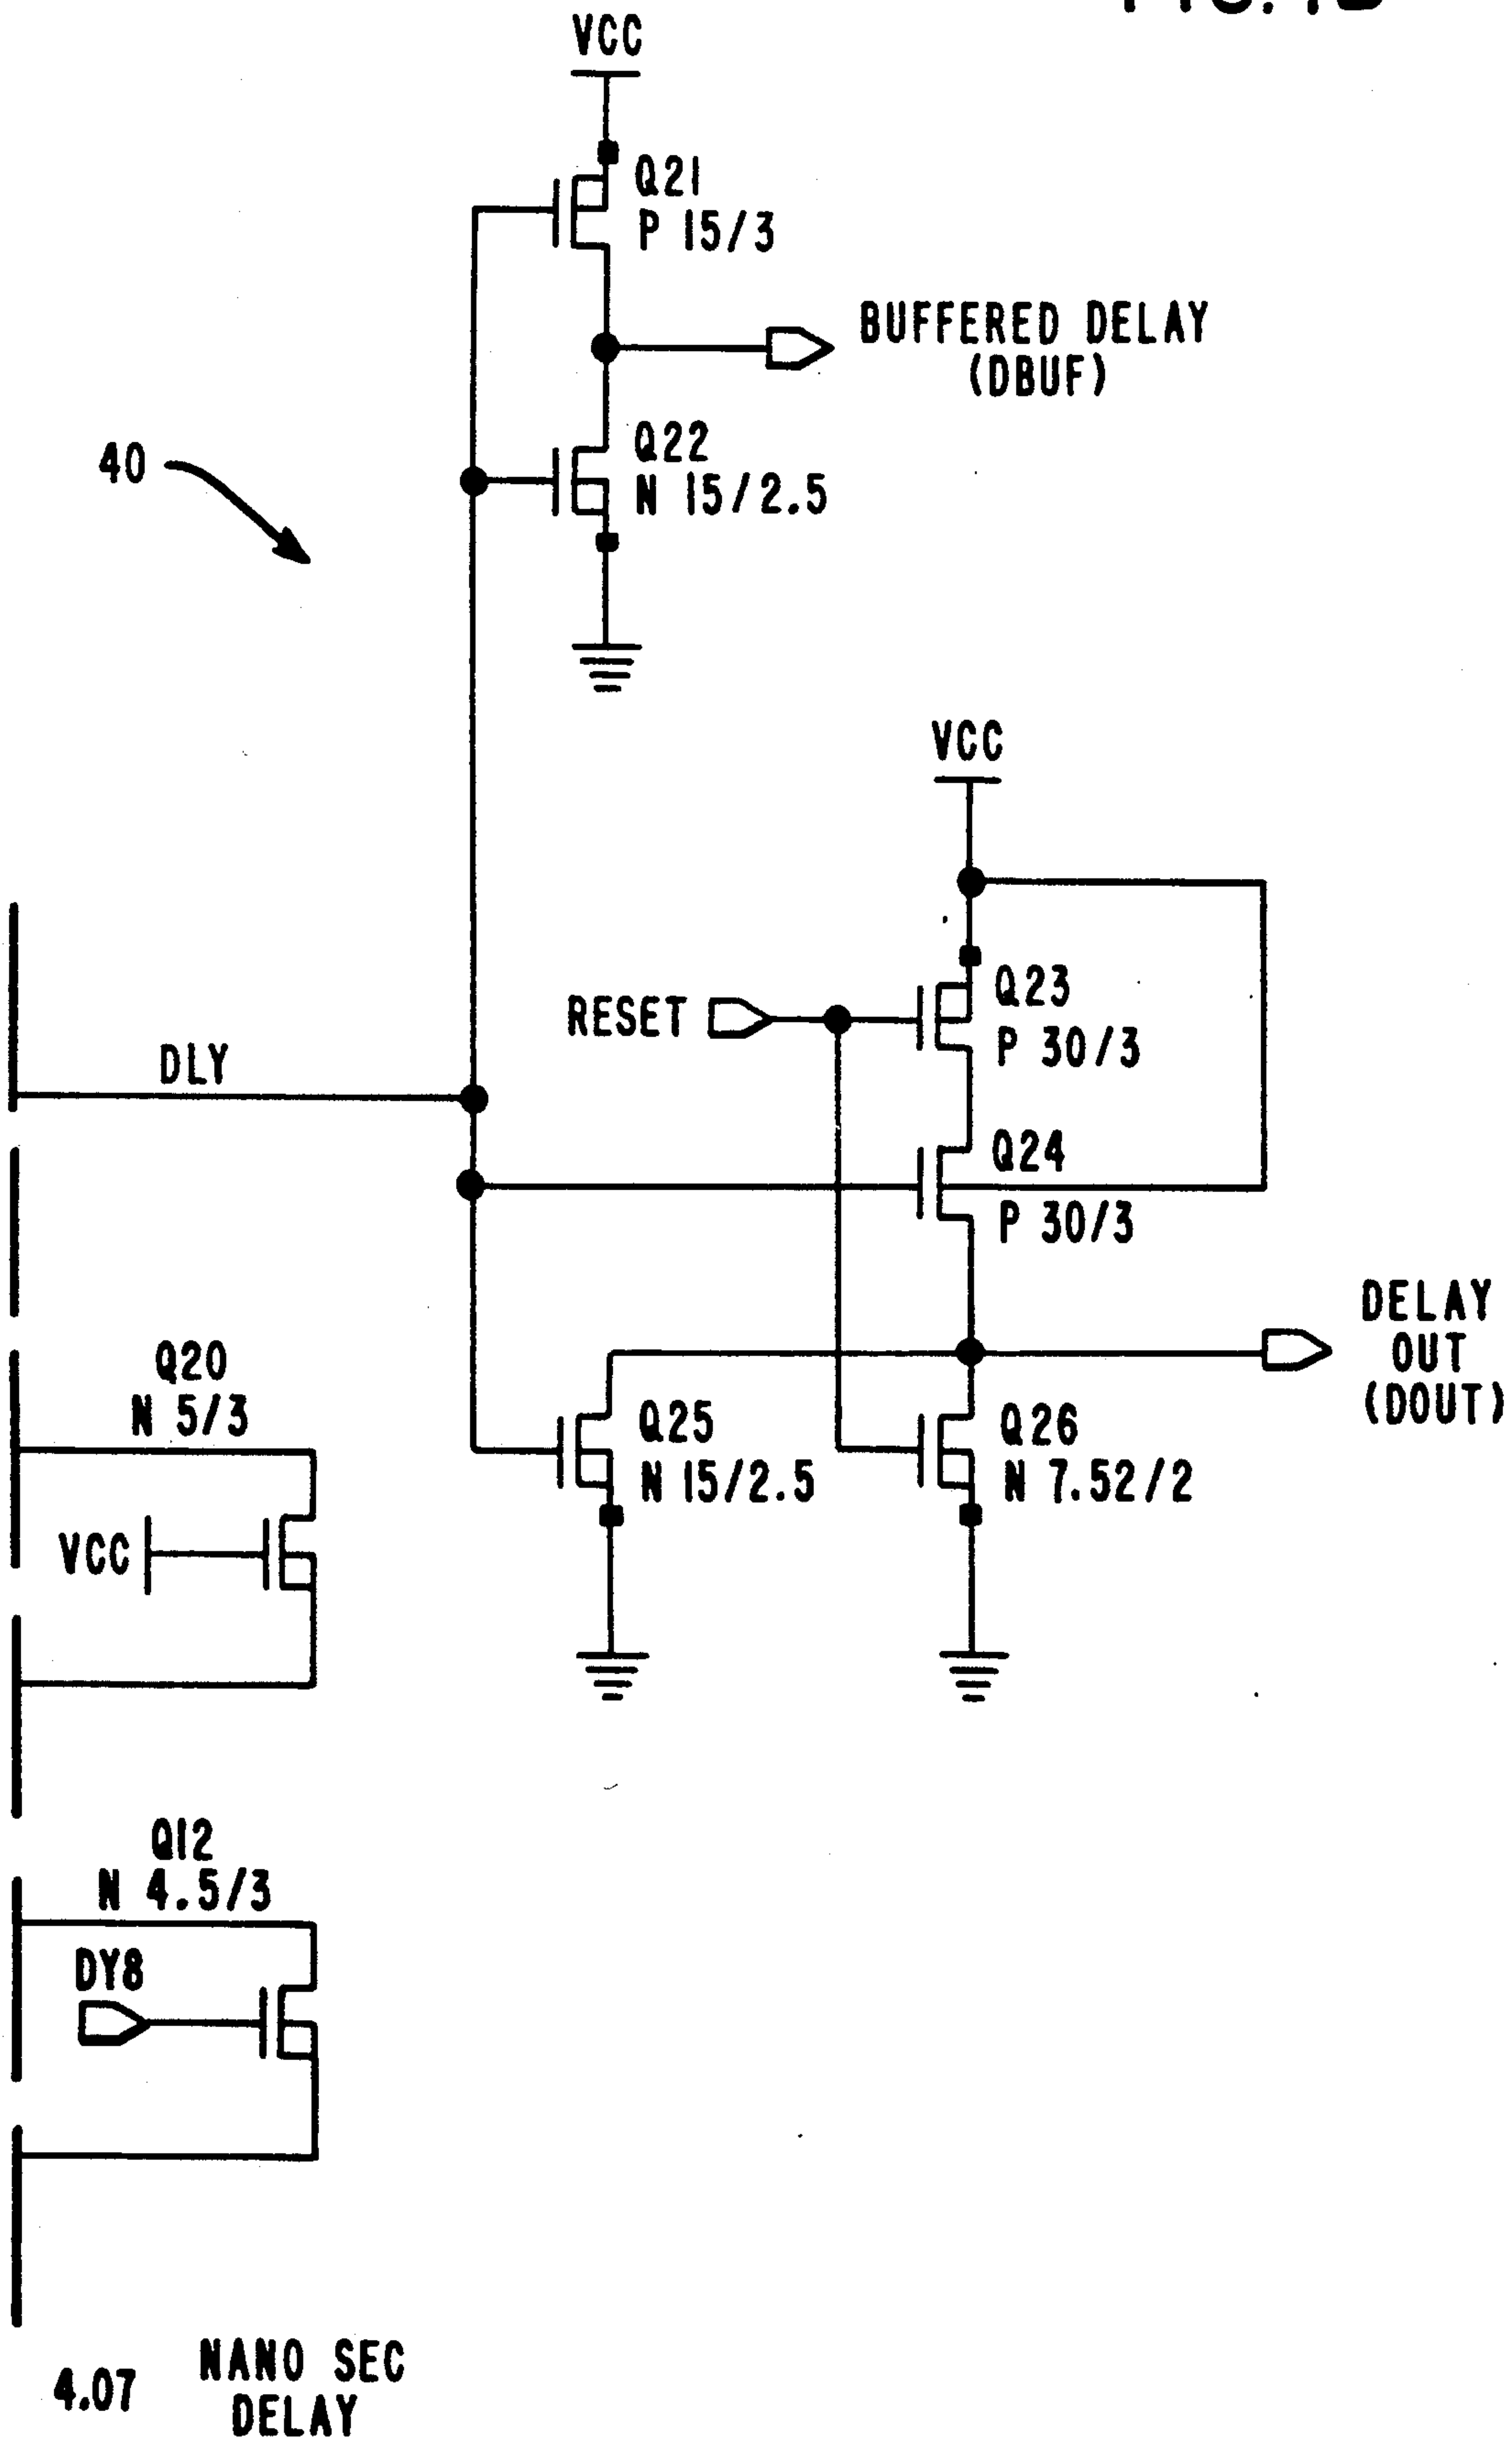 VCC
Q21
P 15/3
BUFFERED DELAY
(DBUF)
40
Q22
N 15/2.5
VCC
RESET
Q23
P 30/3
DLY
Q24
P 30/3
DELAY
OUT
(DOUT)
Q20
N 5/3
Q25
N 15/2.5
Q26
N 7.52/2
VCC
Q12
N 4.5/3
DY8
4.07
NANO SEC
DELAY